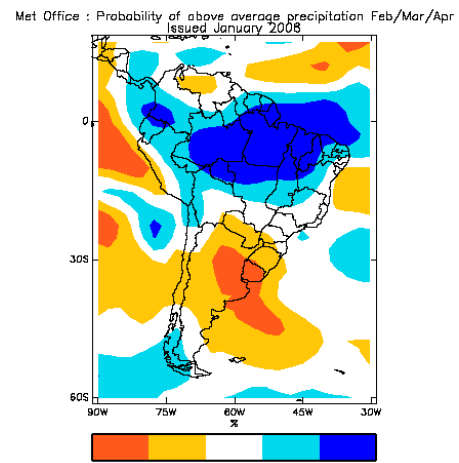 Met Office : Probability of above average precipitation Feb/Mar/Apr
Issued January 2008
0
30S
60S
90W 75W 60W 45W 30W
%